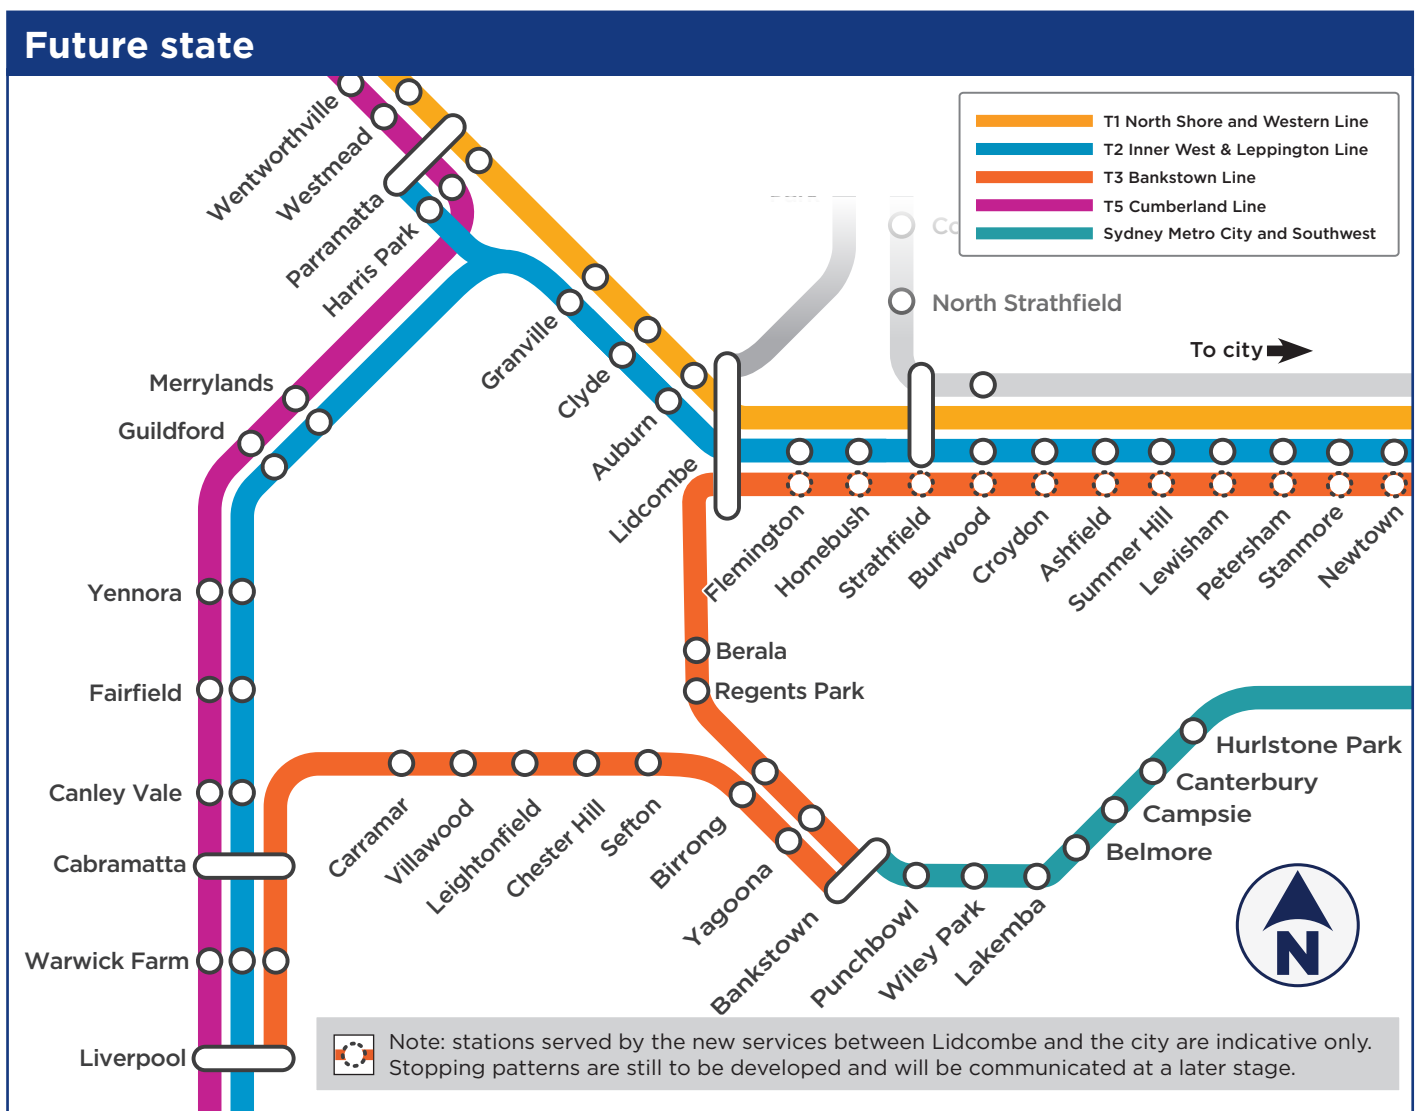 Future state
T1 North Shore and Western Line
T2 Inner West & Leppington Line
T3 Bankstown Line
T5 Cumberland Line
Sydney Metro City and Southwest
Wentworthville
Westmead
Parramatta
Harris Park
North Strathfield
To city
Merrylands
Guildford
Granville
Clyde
Auburn
Lidcombe
Flemington
Homebush
Strathfield
Burwood
Croydon
Ashfield
Summer Hill
Lewisham
Petersham
Stanmore
Newtown
Yennora
Fairfield
Canley Vale
Cabramatta
Warwick Farm
Liverpool
Berala
Regents Park
Carramar
Villawood
Leightonfield
Chester Hill
Sefton
Birrong
Yagoona
Bankstown
Punchbowl
Wiley Park
Lakemba
Belmore
Campsie
Canterbury
Hurlstone Park
N
Note: stations served by the new services between Lidcombe and the city are indicative only.
Stopping patterns are still to be developed and will be communicated at a later stage.